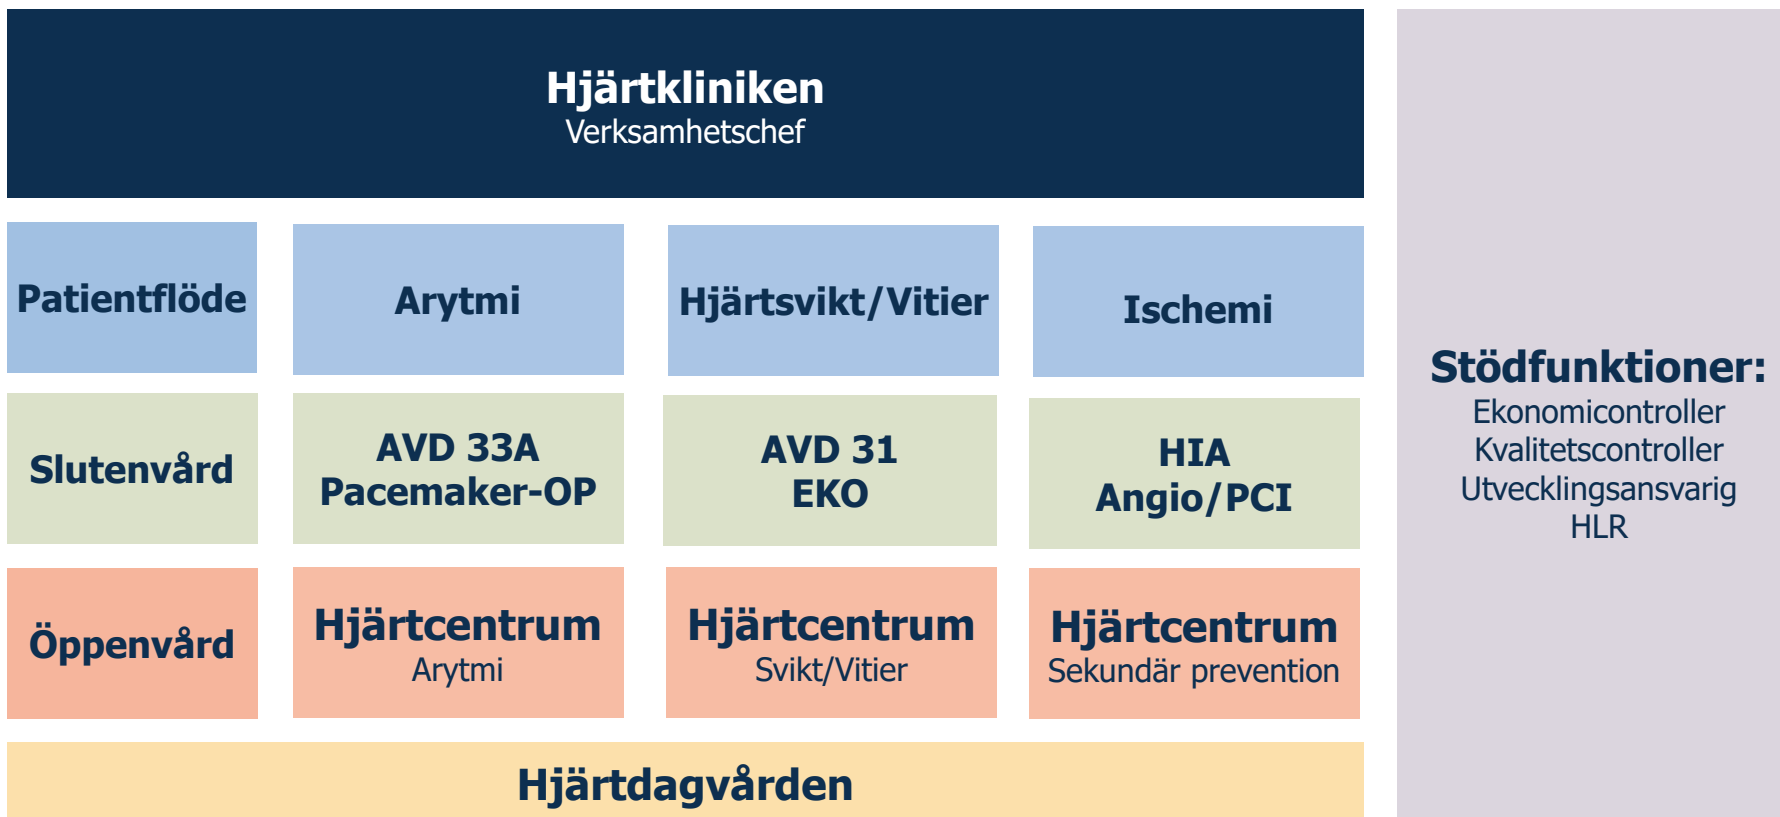 Hjärtkliniken
Verksamhetschef
Patientflöde
Arytmi
Hjärtsvikt/Vitier
Ischemi
Slutenvård
AVD 33A
Pacemaker-OP
AVD 31
EKO
HIA
Angio/PCI
Öppenvård
Hjärtcentrum
Arytmi
Hjärtcentrum
Svikt/Vitier
Hjärtcentrum
Sekundär prevention
Hjärtdagvården
Stödfunktioner:
Ekonomicontroller
Kvalitetscontroller
Utvecklingsansvarig
HLR